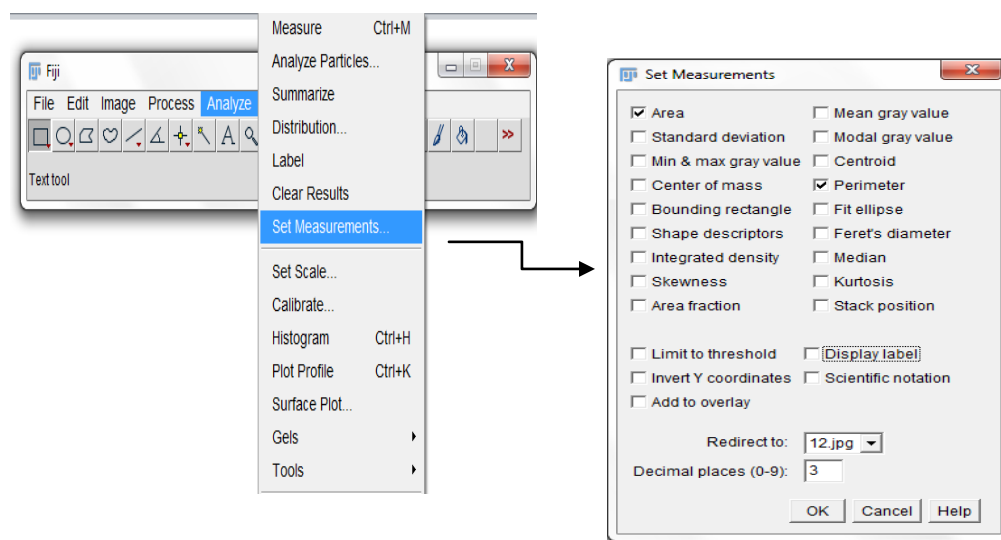 Fiji
File Edit Image Process Analyze
A
>>
Text tool
Measure Ctrl+M
Analyze Particles...
Summarize
Distribution...
Label
Clear Results
Set Measurements...
Set Scale...
Calibrate...
Histogram Ctrl+H
Plot Profile Ctrl+K
Surface Plot...
Gels
Tools
Set Measurements
Area Mean gray value
Standard deviation Modal gray value
Min & max gray value Centroid
Center of mass Perimeter
Bounding rectangle Fit ellipse
Shape descriptors Feret's diameter
Integrated density Median
Skewness Kurtosis
Area fraction Stack position
Limit to threshold Display label
Invert Y coordinates Scientific notation
Add to overlay
Redirect to: 12.jpg
Decimal places (0-9): 3
OK Cancel Help